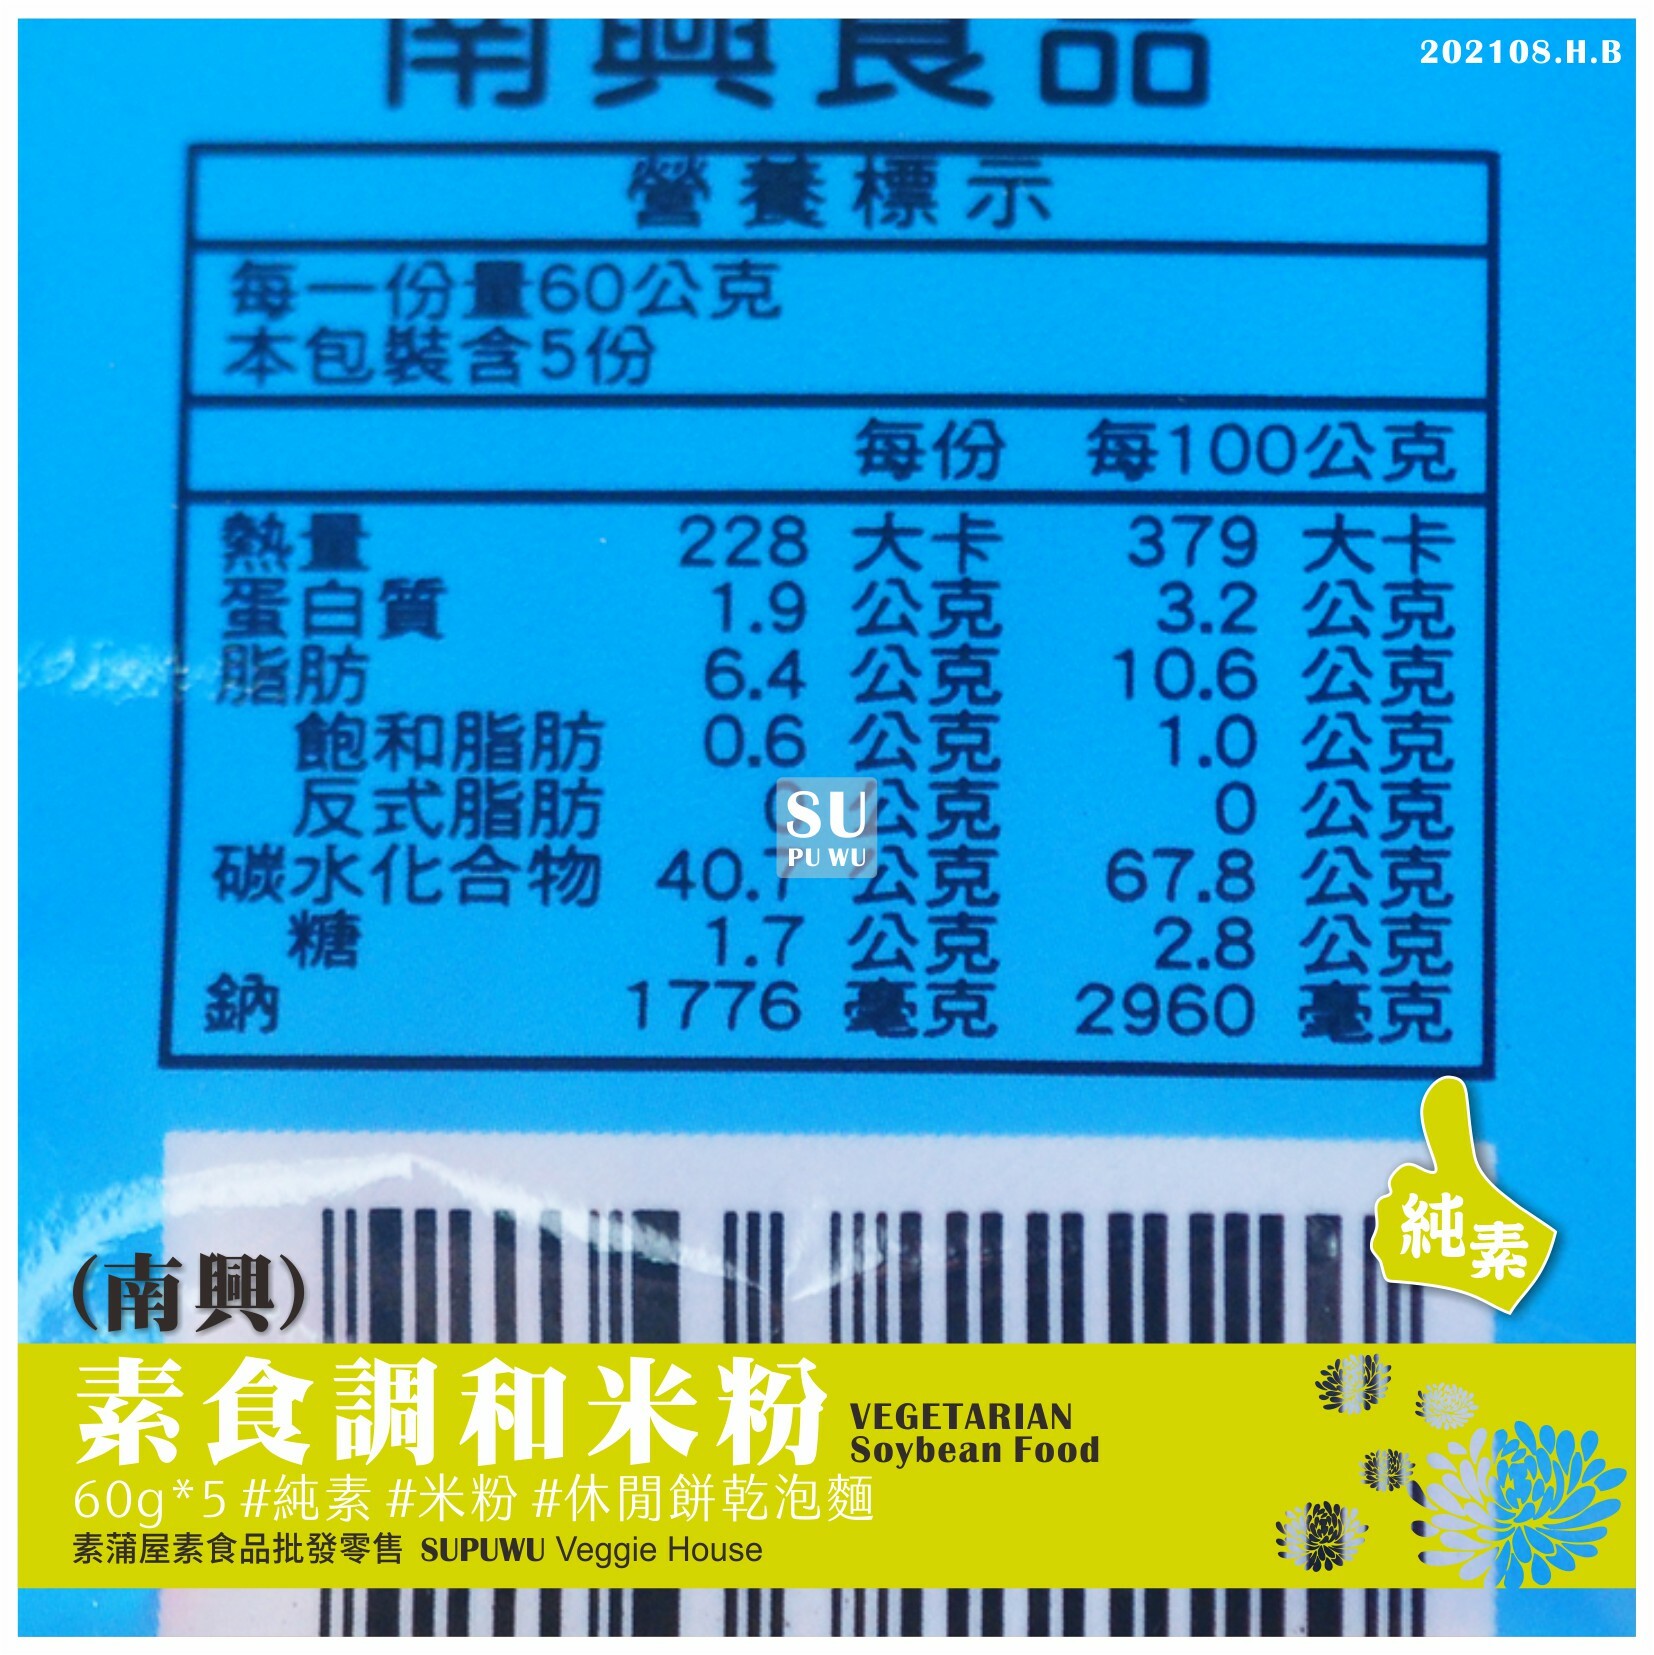 202108.H.B
南興食品
營養標示
每一份量60公克
本包裝含5份
每份 每100公克
熱量 228 大卡 379 大卡
蛋白質 1.9 公克 3.2 公克
脂肪 6.4 公克 10.6 公克
飽和脂肪 0.6 公克 1.0 公克
反式脂肪 公克 0 公克
碳水化合物 40.7 公克 67.8 公克
糖 1.7 公克 2.8 公克
鈉 1776 毫克 2960 毫克
SU
PU WU
純素
(南興)
素食調和米粉 VEGETARIAN
Soybean Food
60g*5 #純素 #米粉 #休閒餅乾泡麵
素蒲屋素食品批發零售 SUPUWU Veggie House